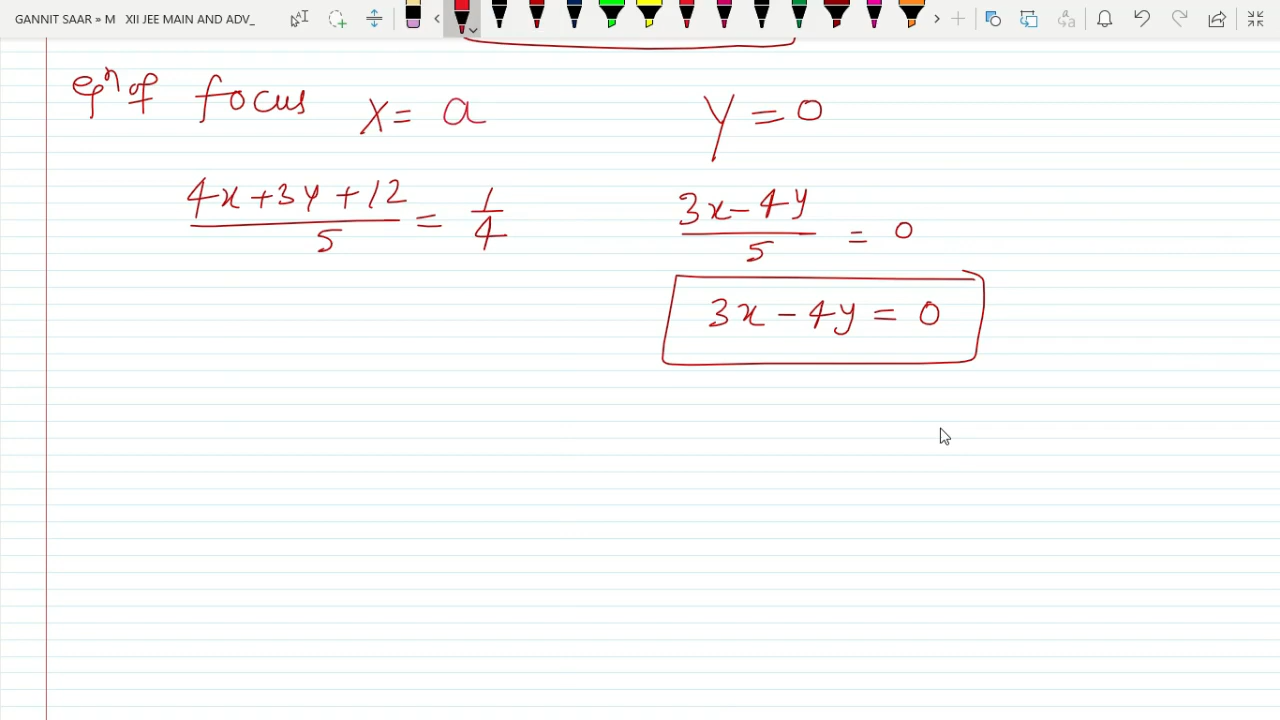 GANNIT SAAR » M XII JEE MAIN AND ADV_
eqⁿ of focus X = a Y = 0
(4x+3y+12)/5 = 1/4 (3x-4y)/5 = 0
3x - 4y = 0